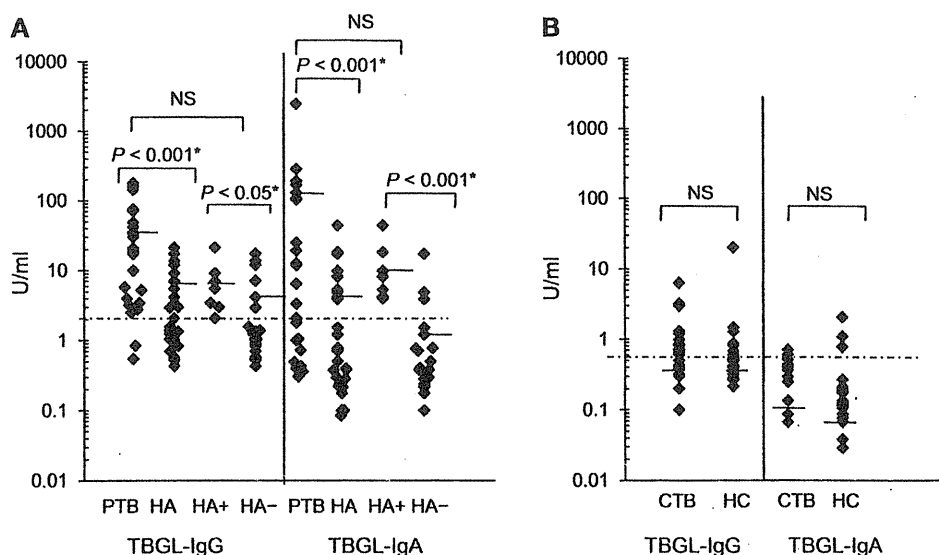 A
NS
10000
P < 0.001*
NS
1000
P < 0.001*
100
P < 0.05*
P < 0.001*
U/ml
10
1
0.1
0.01
PTB HA HA+ HA− PTB HA HA+ HA−
TBGL-IgG TBGL-IgA
B
10000
1000
100
NS NS
U/ml
10
1
0.1
0.01
CTB HC CTB HC
TBGL-IgG TBGL-IgA